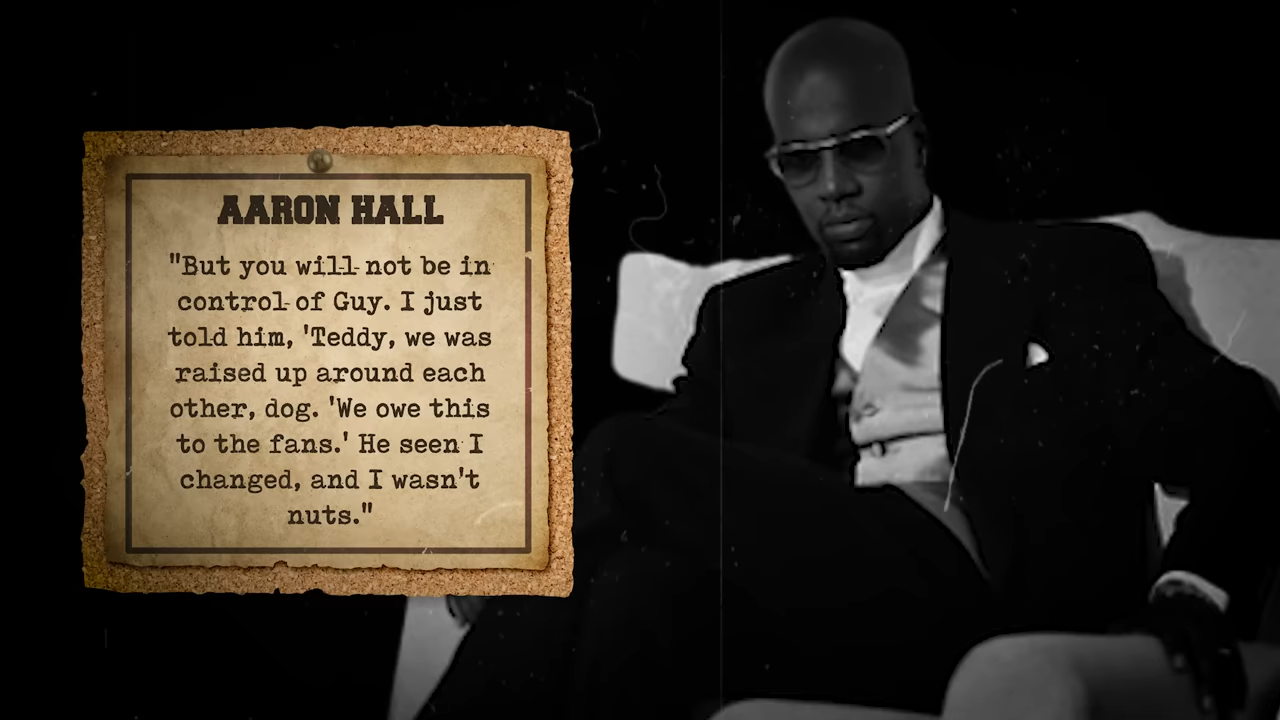 AARON HALL
"But you will not be in
control of Guy. I just
told him, 'Teddy, we was
raised up around each
other, dog. 'We owe this
to the fans.' He seen I
changed, and I wasn't
nuts."